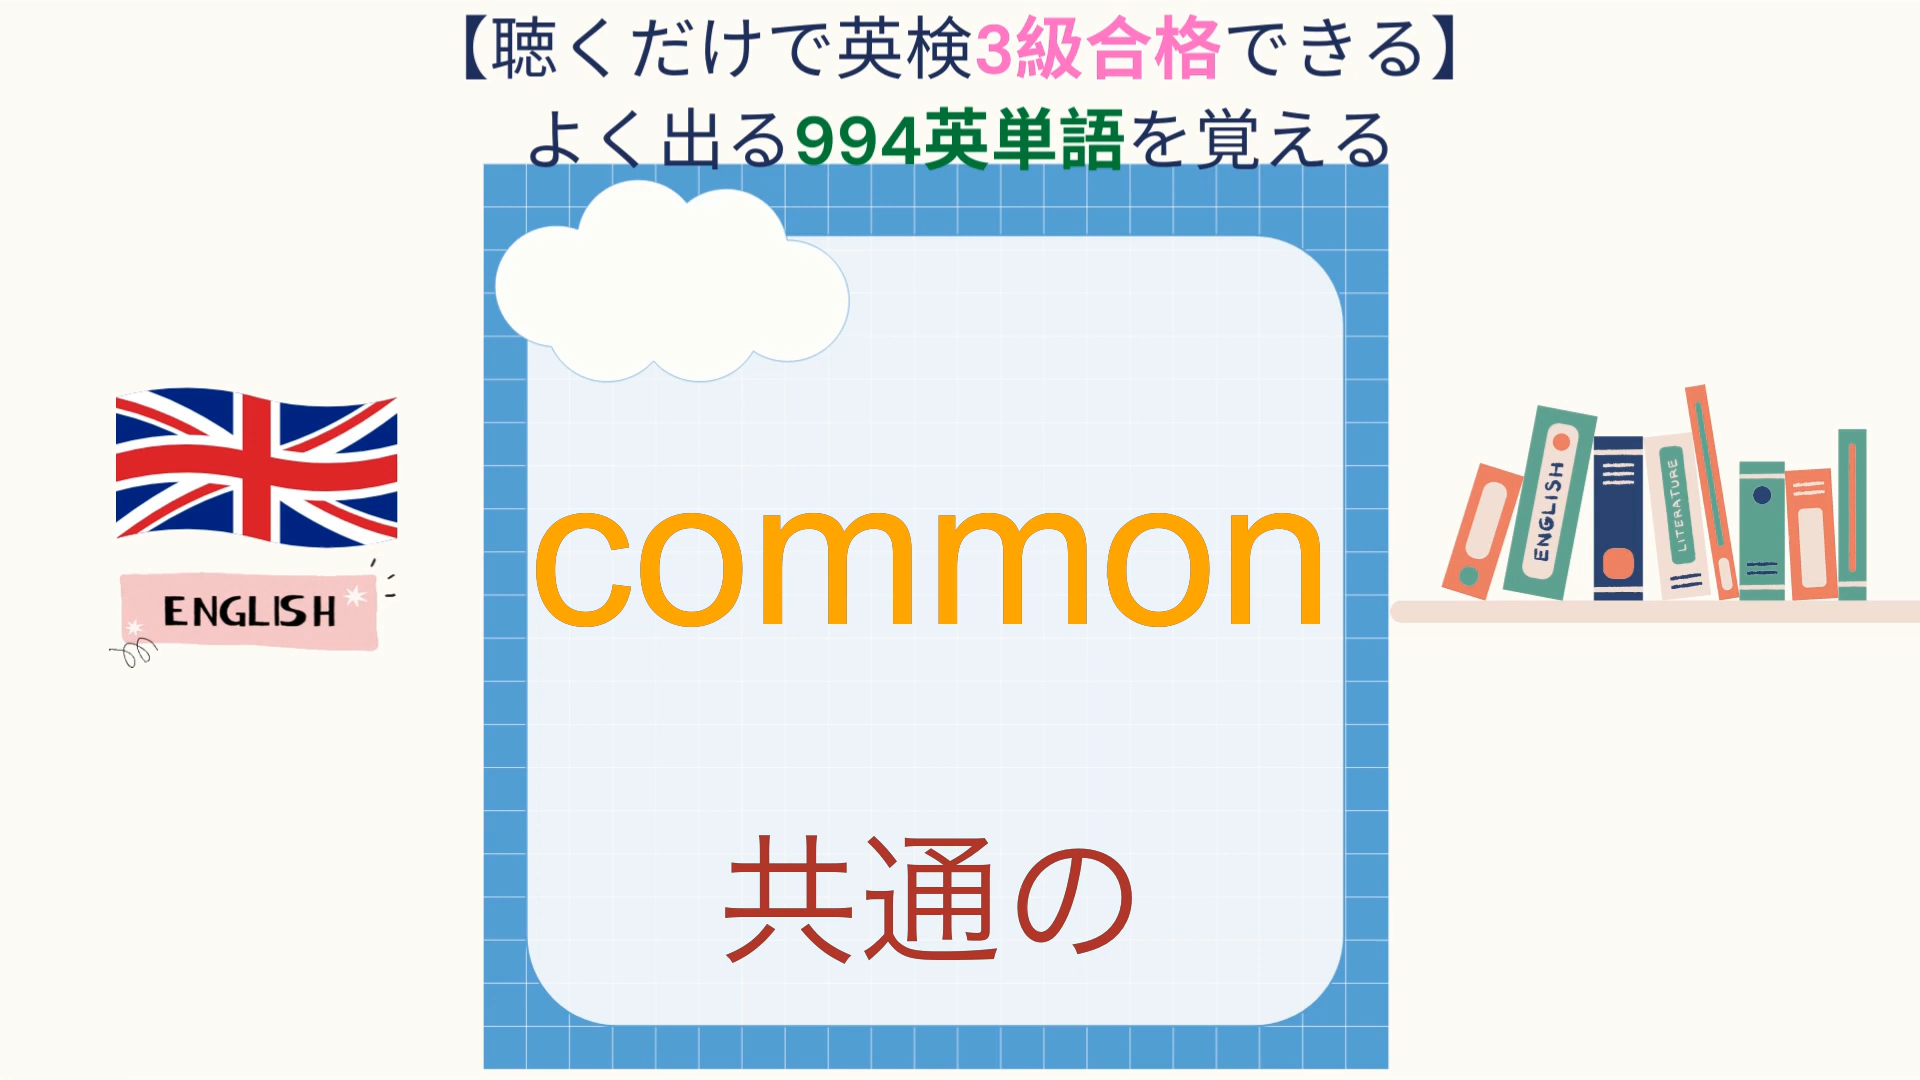 【聴くだけで英検3級合格できる】
よく出る994英単語を覚える
common
共通の
ENGLISH
ENGLISH
LITERATURE